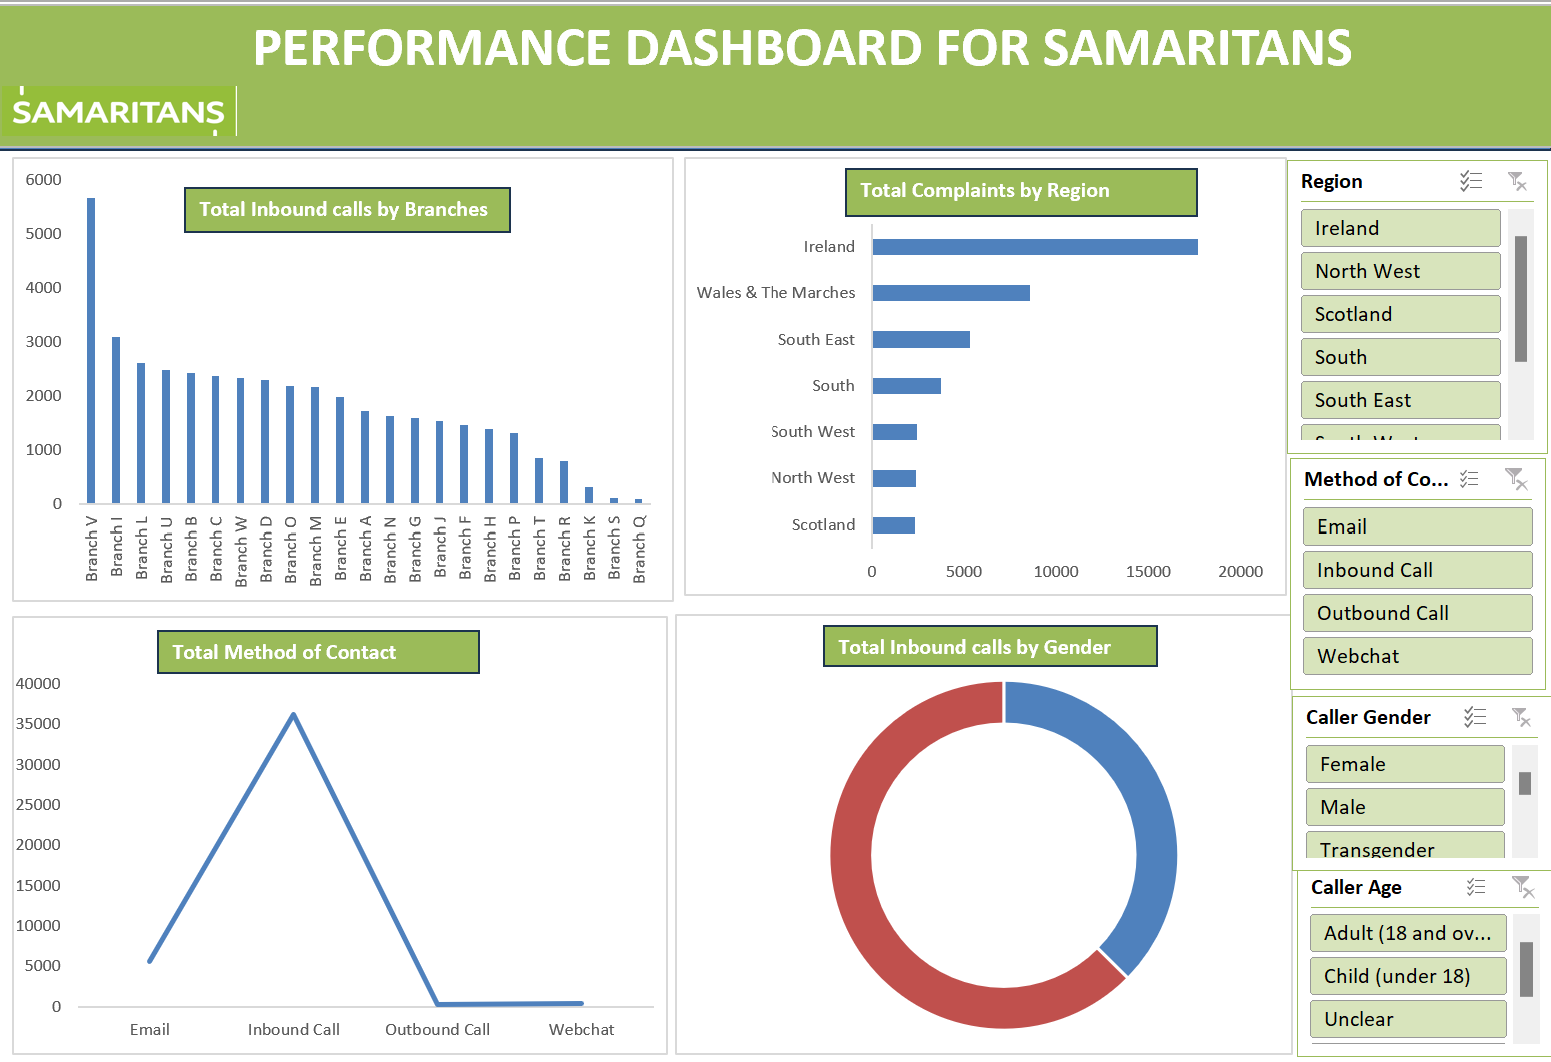 PERFORMANCE DASHBOARD FOR SAMARITANS
SAMARITANS
Total Inbound calls by Branches
6000
5000
4000
3000
2000
1000
0
Branch V
Branch I
Branch L
Branch U
Branch B
Branch C
Branch W
Branch D
Branch O
Branch M
Branch E
Branch A
Branch N
Branch G
Branch J
Branch F
Branch H
Branch P
Branch T
Branch R
Branch K
Branch S
Branch Q
Total Complaints by Region
Ireland
Wales & The Marches
South East
South
South West
North West
Scotland
0 5000 10000 15000 20000
Region
Ireland
North West
Scotland
South
South East
South West
Method of Co...
Email
Inbound Call
Outbound Call
Webchat
Total Method of Contact
40000
35000
30000
25000
20000
15000
10000
5000
0
Email Inbound Call Outbound Call Webchat
Total Inbound calls by Gender
Caller Gender
Female
Male
Transgender
Caller Age
Adult (18 and ov...
Child (under 18)
Unclear